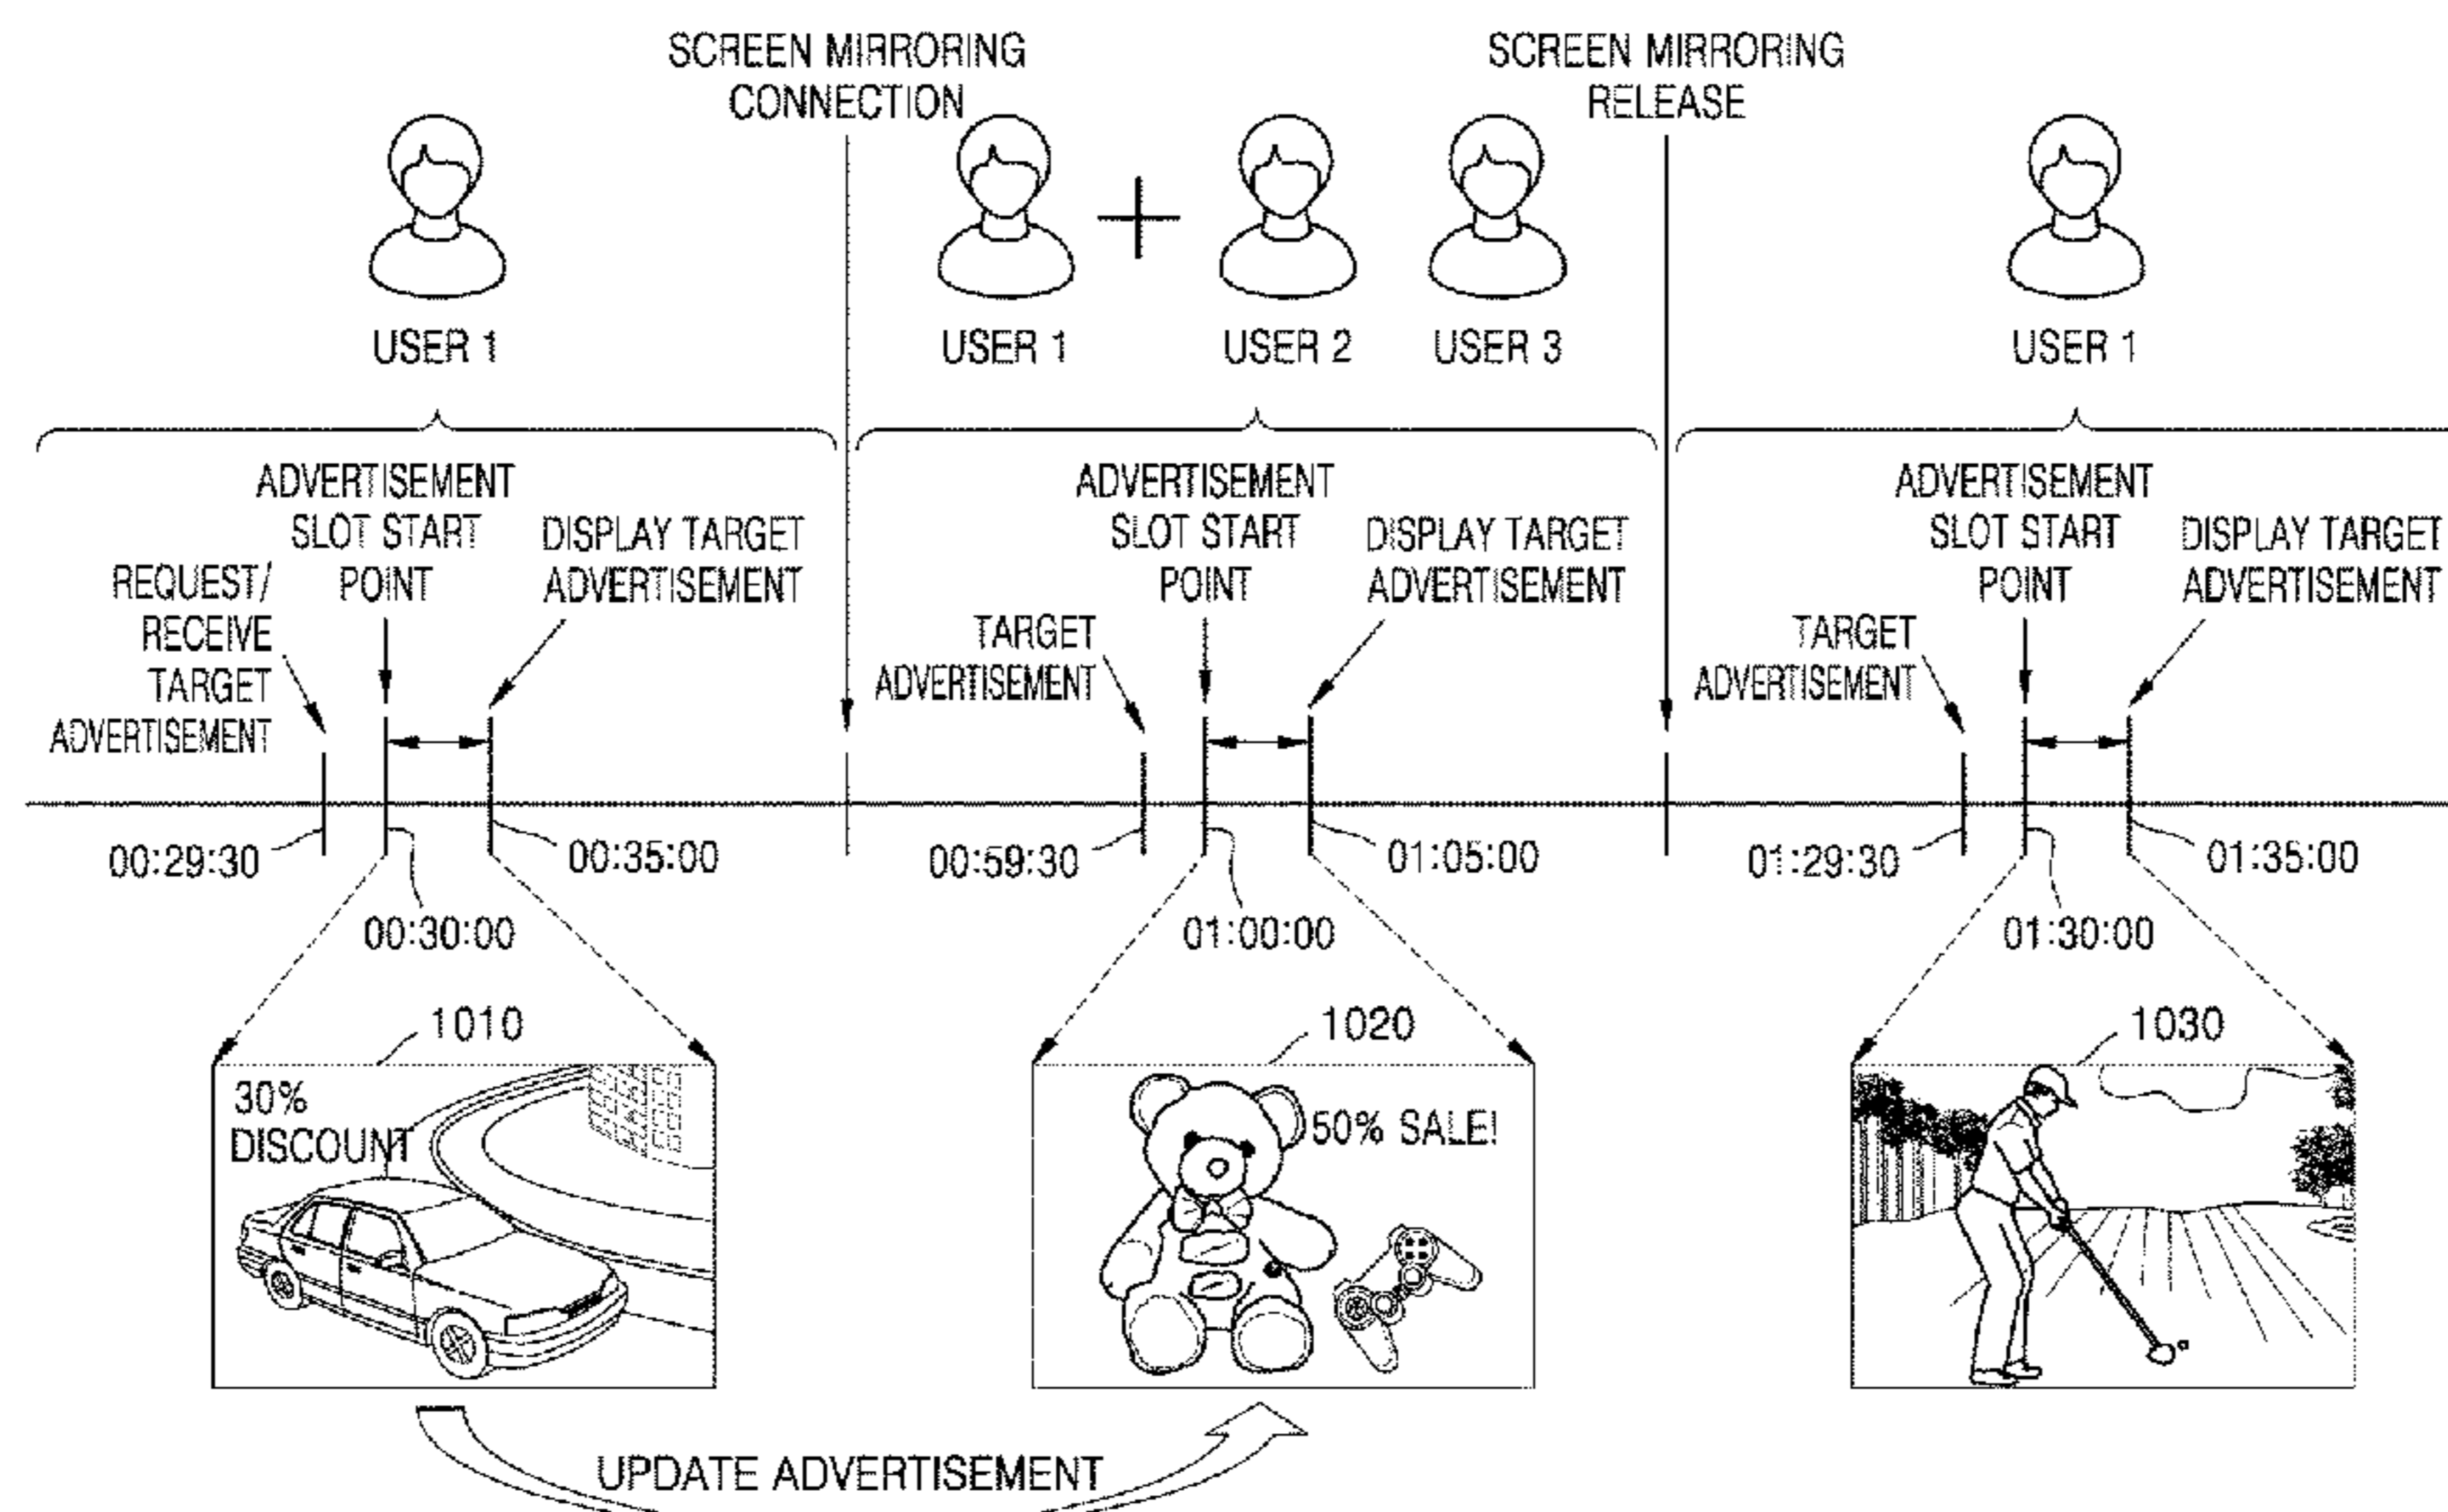 SCREEN MIRRORING
CONNECTION
SCREEN MIRRORING
RELEASE
USER 1
USER 1
USER 2
USER 3
USER 1
ADVERTISEMENT
SLOT START
POINT
DISPLAY TARGET
ADVERTISEMENT
REQUEST/
RECEIVE
TARGET
ADVERTISEMENT
ADVERTISEMENT
SLOT START
POINT
DISPLAY TARGET
ADVERTISEMENT
TARGET
ADVERTISEMENT
ADVERTISEMENT
SLOT START
POINT
DISPLAY TARGET
ADVERTISEMENT
TARGET
ADVERTISEMENT
00:29:30
00:35:00
00:59:30
01:05:00
01:29:30
01:35:00
00:30:00
01:00:00
01:30:00
1010
1020
1030
30%
DISCOUNT
50% SALE!
UPDATE ADVERTISEMENT